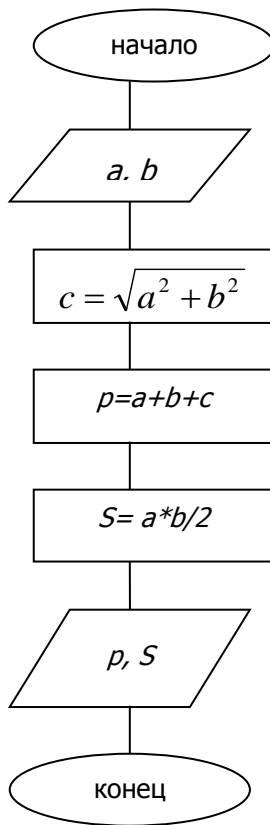 начало
a, b
c = √a² + b²
p=a+b+c
S= a*b/2
p, S
конец